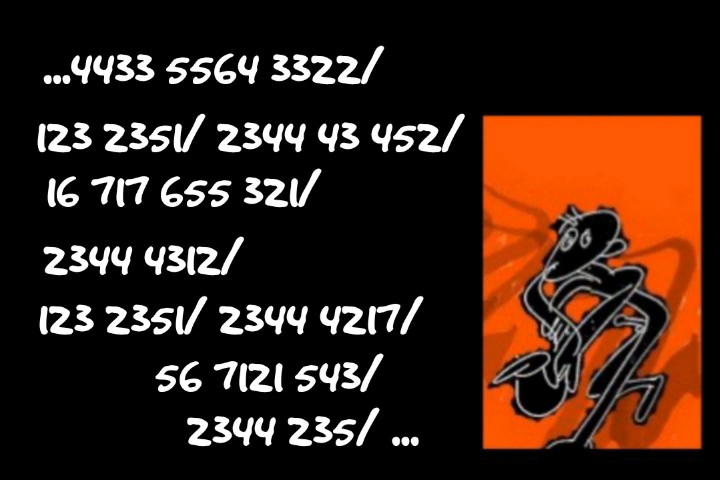 ...4433 5564 3322/
123 2351/ 2344 43 452/
16 717 655 321/
2344 4312/
123 2351/ 2344 4217/
56 7121 543/
2344 235/ ...